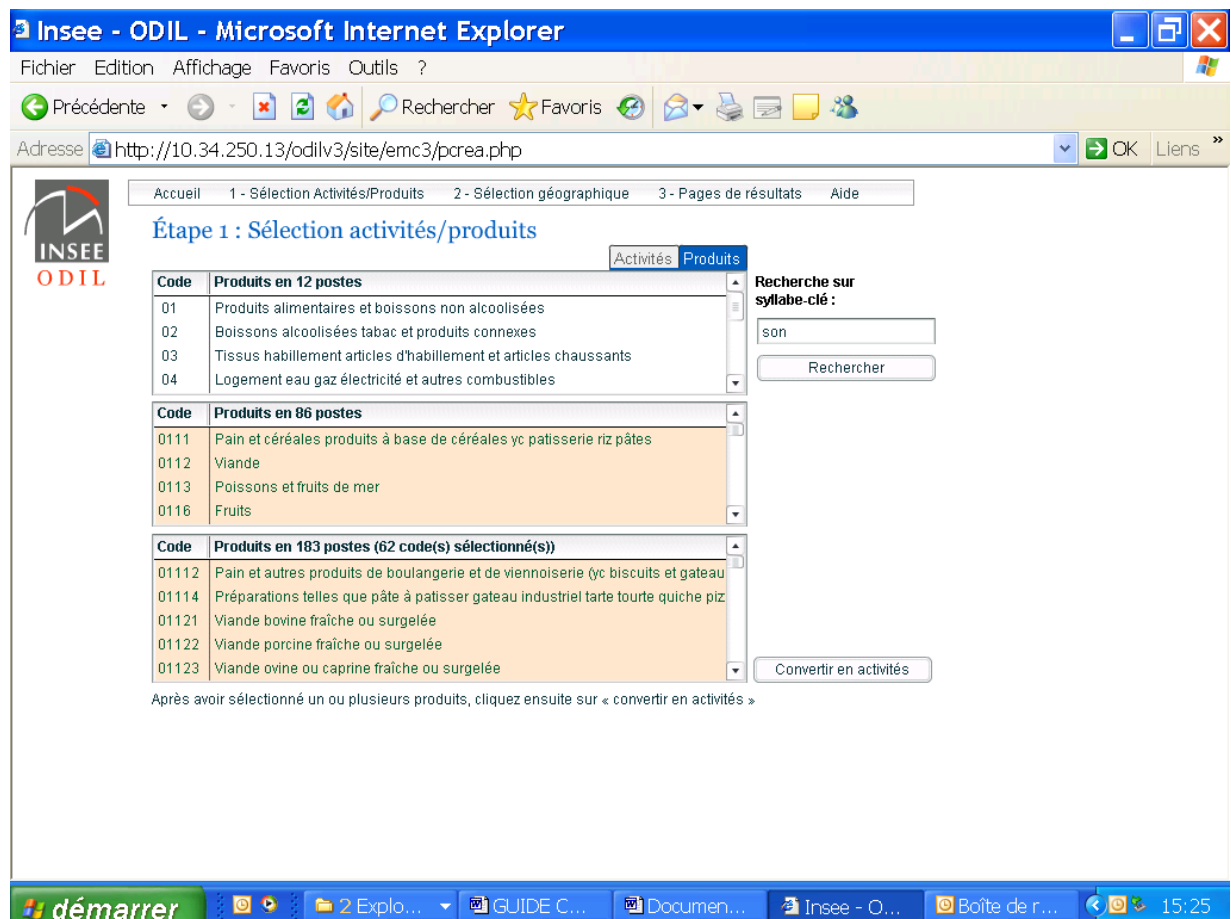 Insee - ODIL - Microsoft Internet Explorer
Fichier Edition Affichage Favoris Outils ?
Précédente Rechercher Favoris
Adresse http://10.34.250.13/odilv3/site/emc3/pcrea.php OK Liens »
INSEE
ODIL
Accueil 1 - Sélection Activités/Produits 2 - Sélection géographique 3 - Pages de résultats Aide
Étape 1 : Sélection activités/produits
Activités Produits
Code Produits en 12 postes
01 Produits alimentaires et boissons non alcoolisées
02 Boissons alcoolisées tabac et produits connexes
03 Tissus habillement articles d'habillement et articles chaussants
04 Logement eau gaz électricité et autres combustibles
Recherche sur
syllabe-clé :
son
Rechercher
Code Produits en 86 postes
0111 Pain et céréales produits à base de céréales yc patisserie riz pâtes
0112 Viande
0113 Poissons et fruits de mer
0116 Fruits
Code Produits en 183 postes (62 code(s) sélectionné(s))
01112 Pain et autres produits de boulangerie et de viennoiserie (yc biscuits et gateau
01114 Préparations telles que pâte à patisser gateau industriel tarte tourte quiche piz
01121 Viande bovine fraîche ou surgelée
01122 Viande porcine fraîche ou surgelée
01123 Viande ovine ou caprine fraîche ou surgelée
Convertir en activités
Après avoir sélectionné un ou plusieurs produits, cliquez ensuite sur « convertir en activités »
démarrer 2 Explo... GUIDE C... Documen... Insee - O... Boîte de r... 15:25